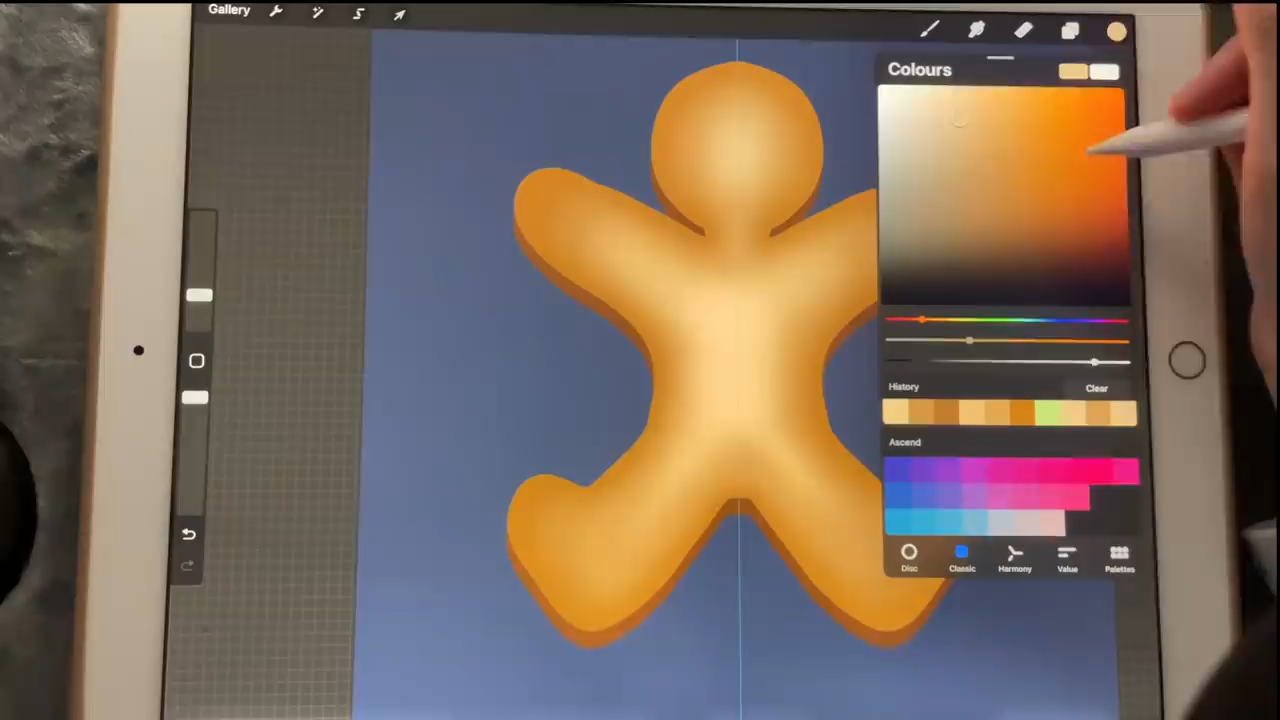 Gallery
Colours
History
Clear
Ascend
Disc
Classic
Harmony
Value
Palettes